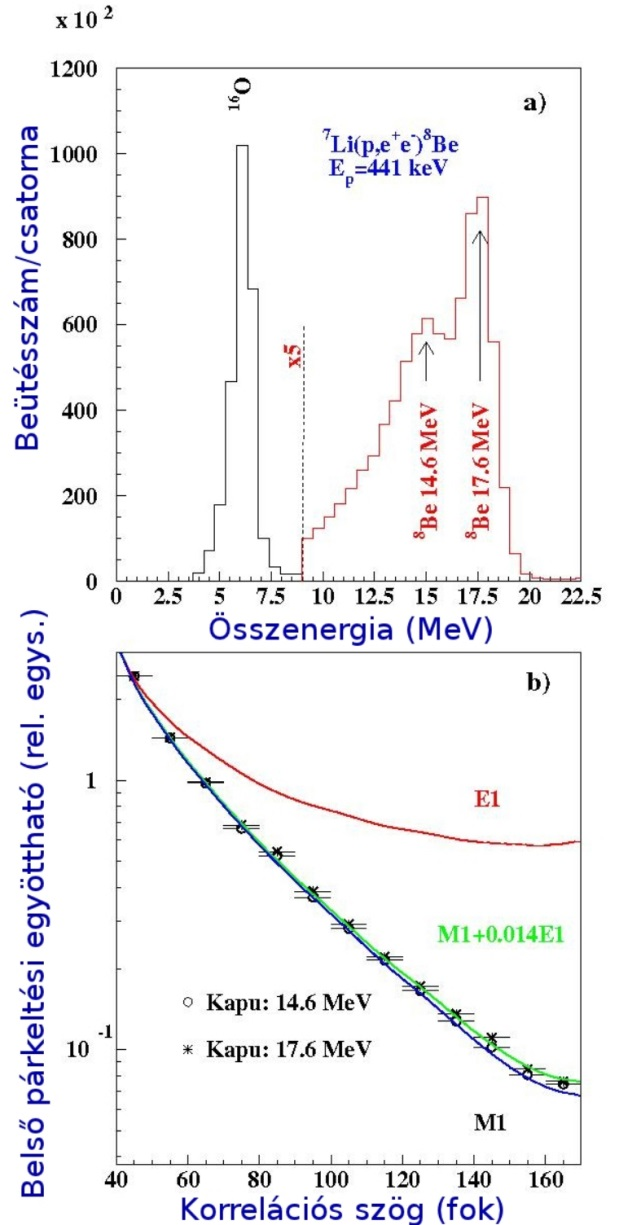 x 10²
Beütésszám/csatorna
1200
1000
800
600
400
200
0
a)
¹⁶O
⁷Li(p,e⁺e⁻)⁸Be
Eₚ=441 keV
x5
⁸Be 14.6 MeV
⁸Be 17.6 MeV
0 2.5 5 7.5 10 12.5 15 17.5 20 22.5
Összenergia (MeV)
Belső párkeltési egyöttható (rel. egys.)
1
10⁻¹
b)
E1
M1+0.014E1
Kapu: 14.6 MeV
Kapu: 17.6 MeV
M1
40 60 80 100 120 140 160
Korrelációs szög (fok)